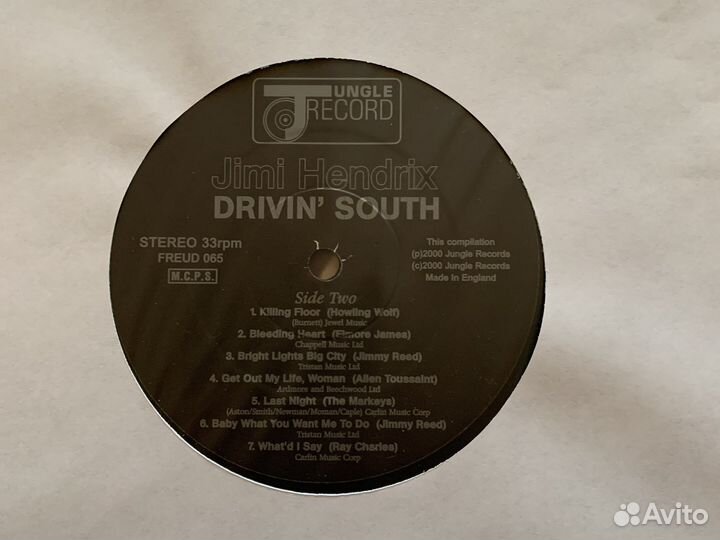 JUNGLE
RECORD
Jimi Hendrix
DRIVIN' SOUTH
STEREO 33rpm
FREUD 065
M.C.P.S.
This compilation
(p)2000 Jungle Records
(c)2000 Jungle Records
Made in England
Side Two
1. Killing Floor (Howling Wolf)
(Burnett) Jewel Music
2. Bleeding Heart (Elmore James)
Chappell Music Ltd
3. Bright Lights Big City (Jimmy Reed)
Tristan Music Ltd
4. Get Out My Life, Woman (Allen Toussaint)
Ardmore and Beechwood Ltd
5. Last Night (The Markeys)
(Aston/Smith/Newman/Moman/Caple) Carlin Music Corp
6. Baby What You Want Me To Do (Jimmy Reed)
Tristan Music Ltd
7. What'd I Say (Ray Charles)
Carlin Music Corp
Avito